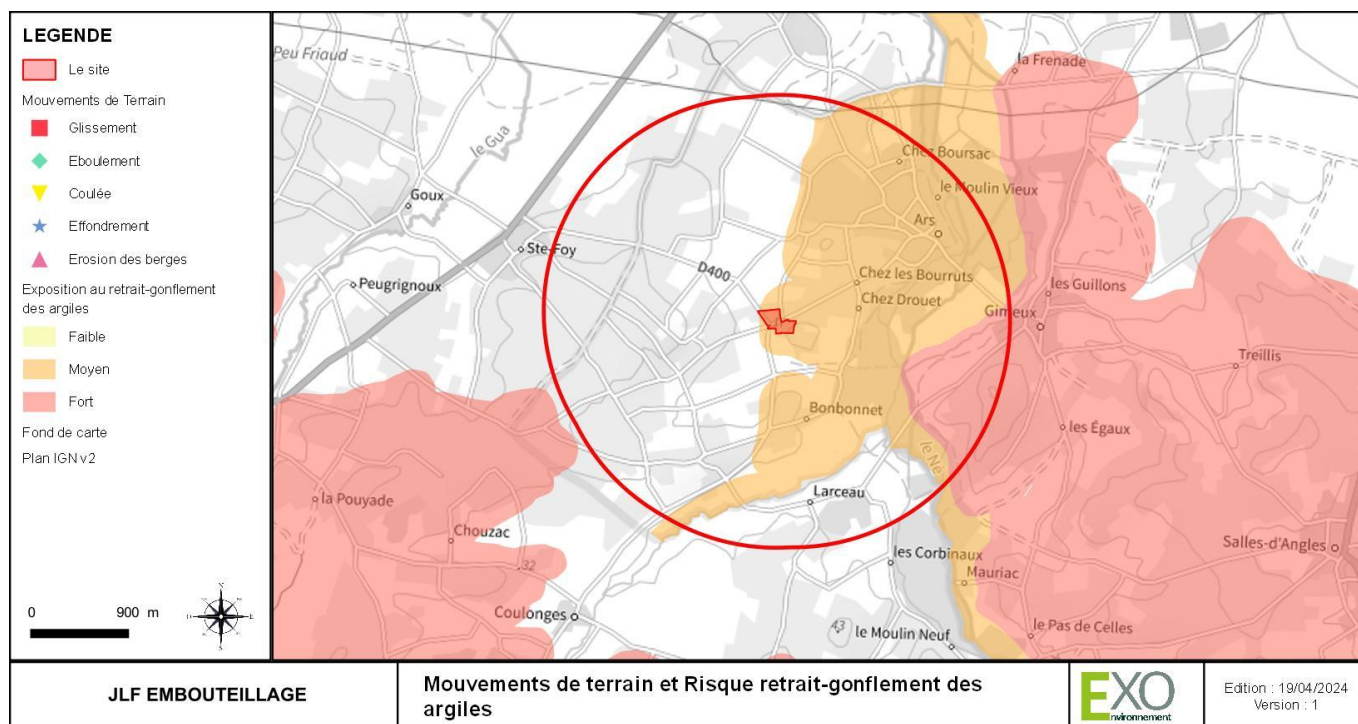 LEGENDE
Le site
Mouvements de Terrain
Glissement
Eboulement
Coulée
Effondrement
Erosion des berges
Exposition au retrait-gonflement
des argiles
Faible
Moyen
Fort
Fond de carte
Plan IGN v2
0 900 m
Peu Friaud
le Gua
Goux
Ste-Foy
Peugrignoux
D400
la Frenade
Chez Boursac
le Moulin Vieux
Ars
Chez les Bourruts
Chez Drouet
les Guillons
Gimeux
Treillis
Bonbonnet
les Égaux
le Né
Larceau
la Pouyade
Chouzac
32
les Corbinaux
Mauriac
Salles-d'Angles
Coulonges
43
le Moulin Neuf
le Pas de Celles
JLF EMBOUTEILLAGE
Mouvements de terrain et Risque retrait-gonflement des
argiles
EXO
nvironnement
Edition : 19/04/2024
Version : 1